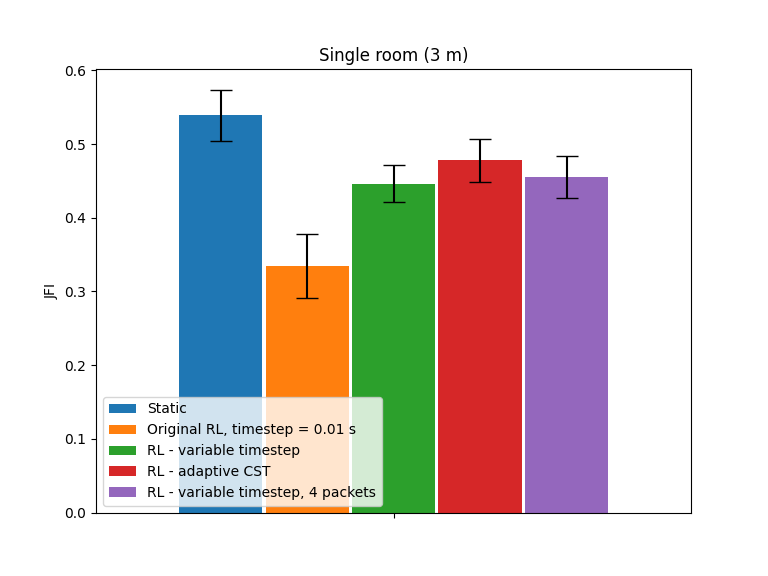 Single room (3 m)
0.6
0.5
0.4
0.3
0.2
0.1
0.0
JFI
Static
Original RL, timestep = 0.01 s
RL - variable timestep
RL - adaptive CST
RL - variable timestep, 4 packets